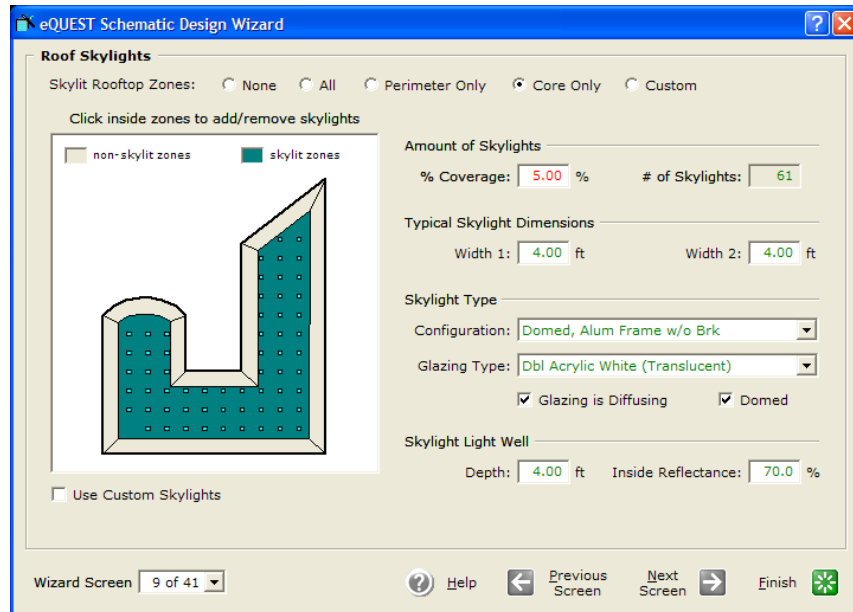 eQUEST Schematic Design Wizard
Roof Skylights
Skylit Rooftop Zones: None All Perimeter Only Core Only Custom
Click inside zones to add/remove skylights
non-skylit zones skylit zones
Amount of Skylights
% Coverage: 5.00 % # of Skylights: 61
Typical Skylight Dimensions
Width 1: 4.00 ft Width 2: 4.00 ft
Skylight Type
Configuration: Domed, Alum Frame w/o Brk
Glazing Type: Dbl Acrylic White (Translucent)
Glazing is Diffusing Domed
Skylight Light Well
Depth: 4.00 ft Inside Reflectance: 70.0 %
Use Custom Skylights
Wizard Screen 9 of 41 Help Previous Screen Next Screen Finish